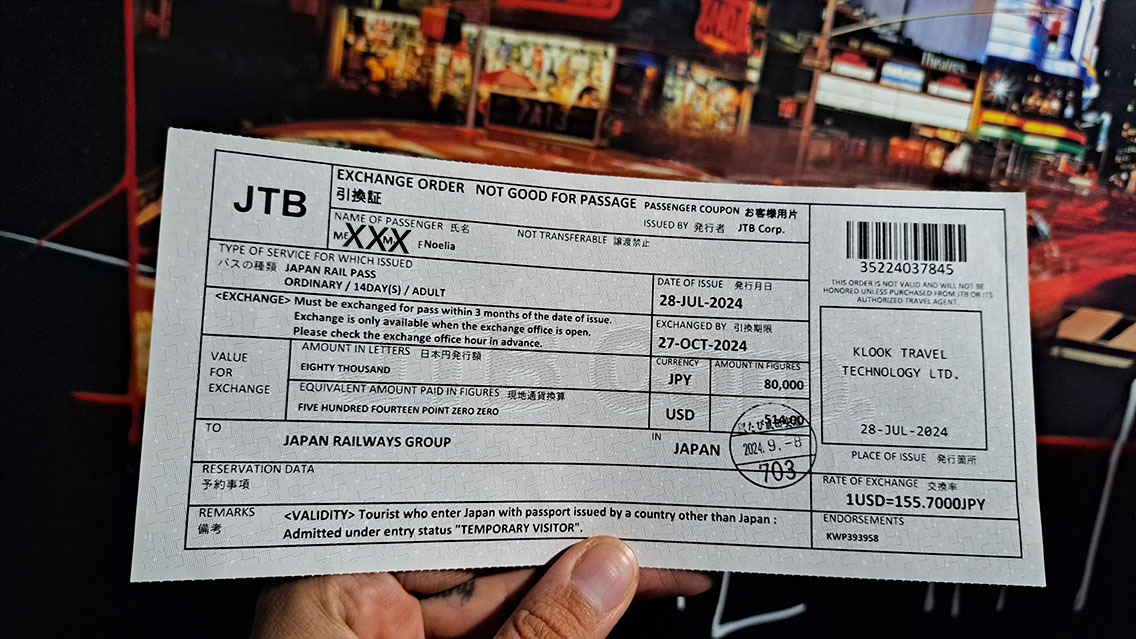 JTB
EXCHANGE ORDER NOT GOOD FOR PASSAGE PASSENGER COUPON お客様用片
引換証
ISSUED BY 発行者 JTB Corp.
NAME OF PASSENGER 氏名
XXX Noelia
NOT TRANSFERABLE 譲渡禁止
TYPE OF SERVICE FOR WHICH ISSUED
パスの種類 JAPAN RAIL PASS
ORDINARY / 14DAY(S) / ADULT
DATE OF ISSUE 発行月日
28-JUL-2024
<EXCHANGE> Must be exchanged for pass within 3 months of the date of issue.
Exchange is only available when the exchange office is open.
Please check the exchange office hour in advance.
EXCHANGED BY 引換期限
27-OCT-2024
VALUE
FOR
EXCHANGE
AMOUNT IN LETTERS 日本円発行額
EIGHTY THOUSAND
CURRENCY
JPY
AMOUNT IN FIGURES
80,000
EQUIVALENT AMOUNT PAID IN FIGURES 現地通貨換算
FIVE HUNDRED FOURTEEN POINT ZERO ZERO
USD
514.00
TO
JAPAN RAILWAYS GROUP
IN
JAPAN
2024.9.-8
703
RESERVATION DATA
予約事項
REMARKS
備考
<VALIDITY> Tourist who enter Japan with passport issued by a country other than Japan :
Admitted under entry status "TEMPORARY VISITOR".
35224037845
THIS ORDER IS NOT VALID AND WILL NOT BE
HONORED UNLESS PURCHASED FROM JTB OR ITS
AUTHORIZED TRAVEL AGENT.
KLOOK TRAVEL
TECHNOLOGY LTD.
28-JUL-2024
PLACE OF ISSUE 発行箇所
RATE OF EXCHANGE 交換率
1USD=155.7000JPY
ENDORSEMENTS
KWP39395８
Theatres
7A13